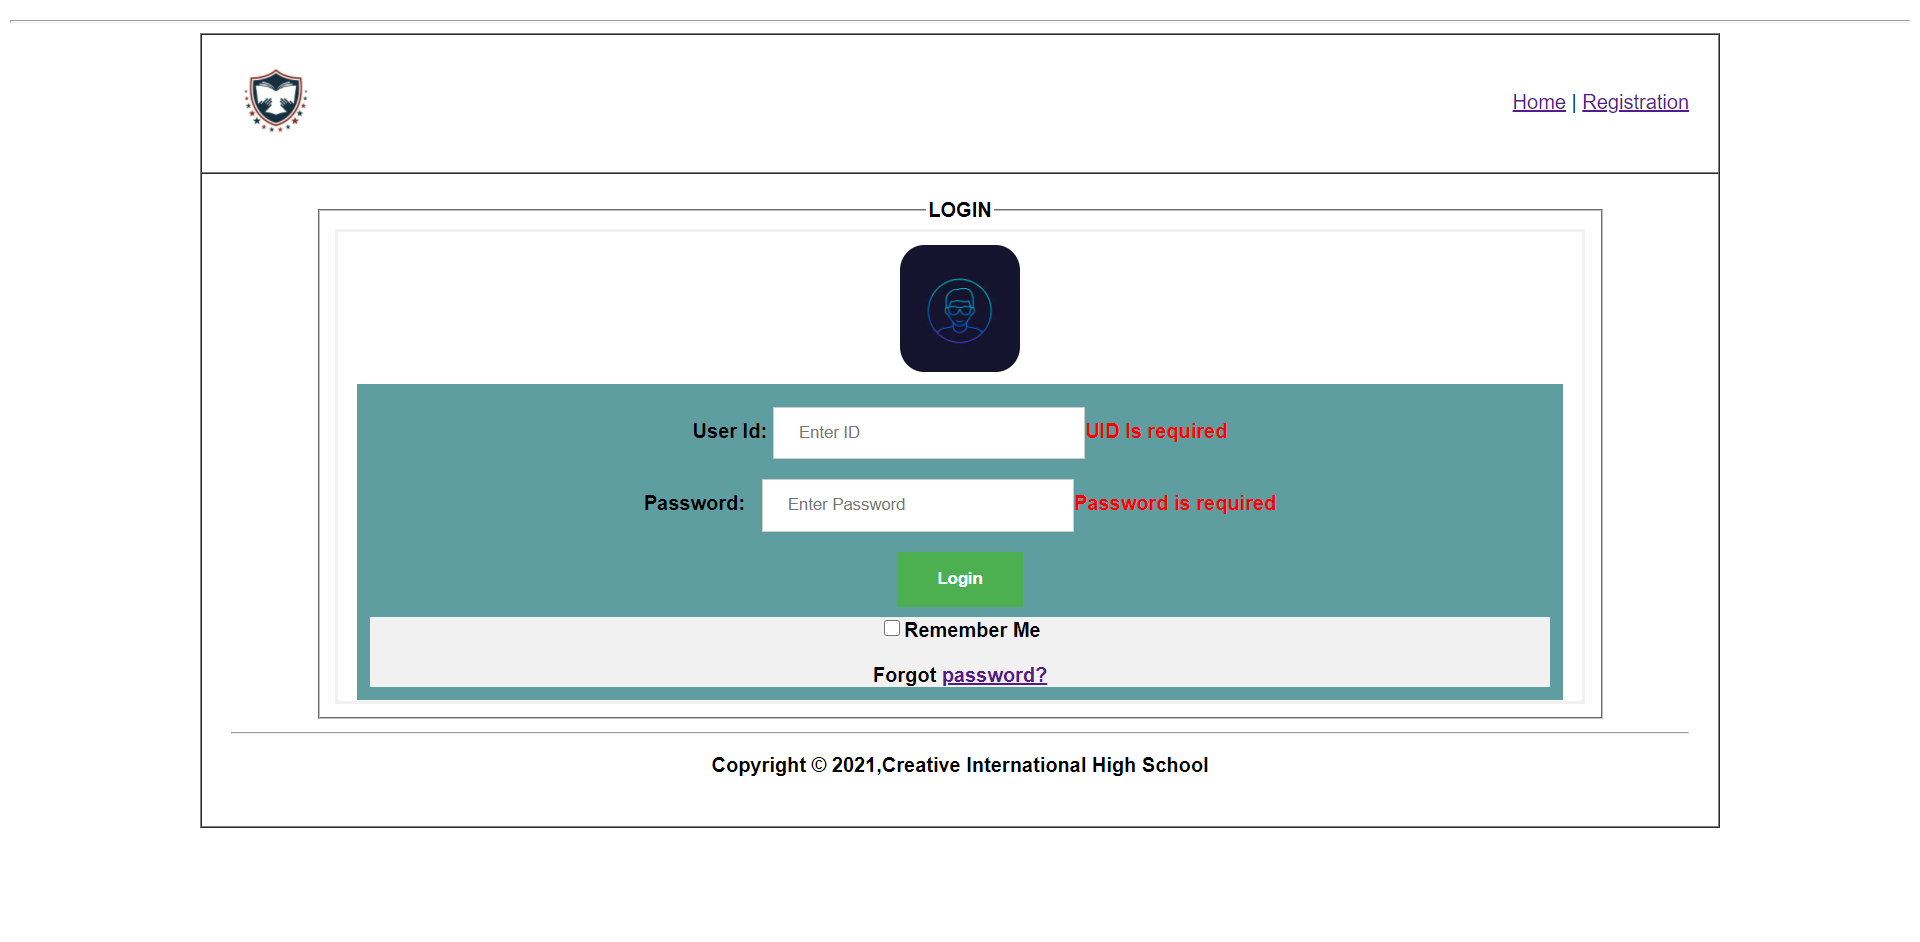 Home | Registration
LOGIN
User Id: Enter ID UID Is required
Password: Enter Password Password is required
Login
Remember Me
Forgot password?
Copyright © 2021,Creative International High School